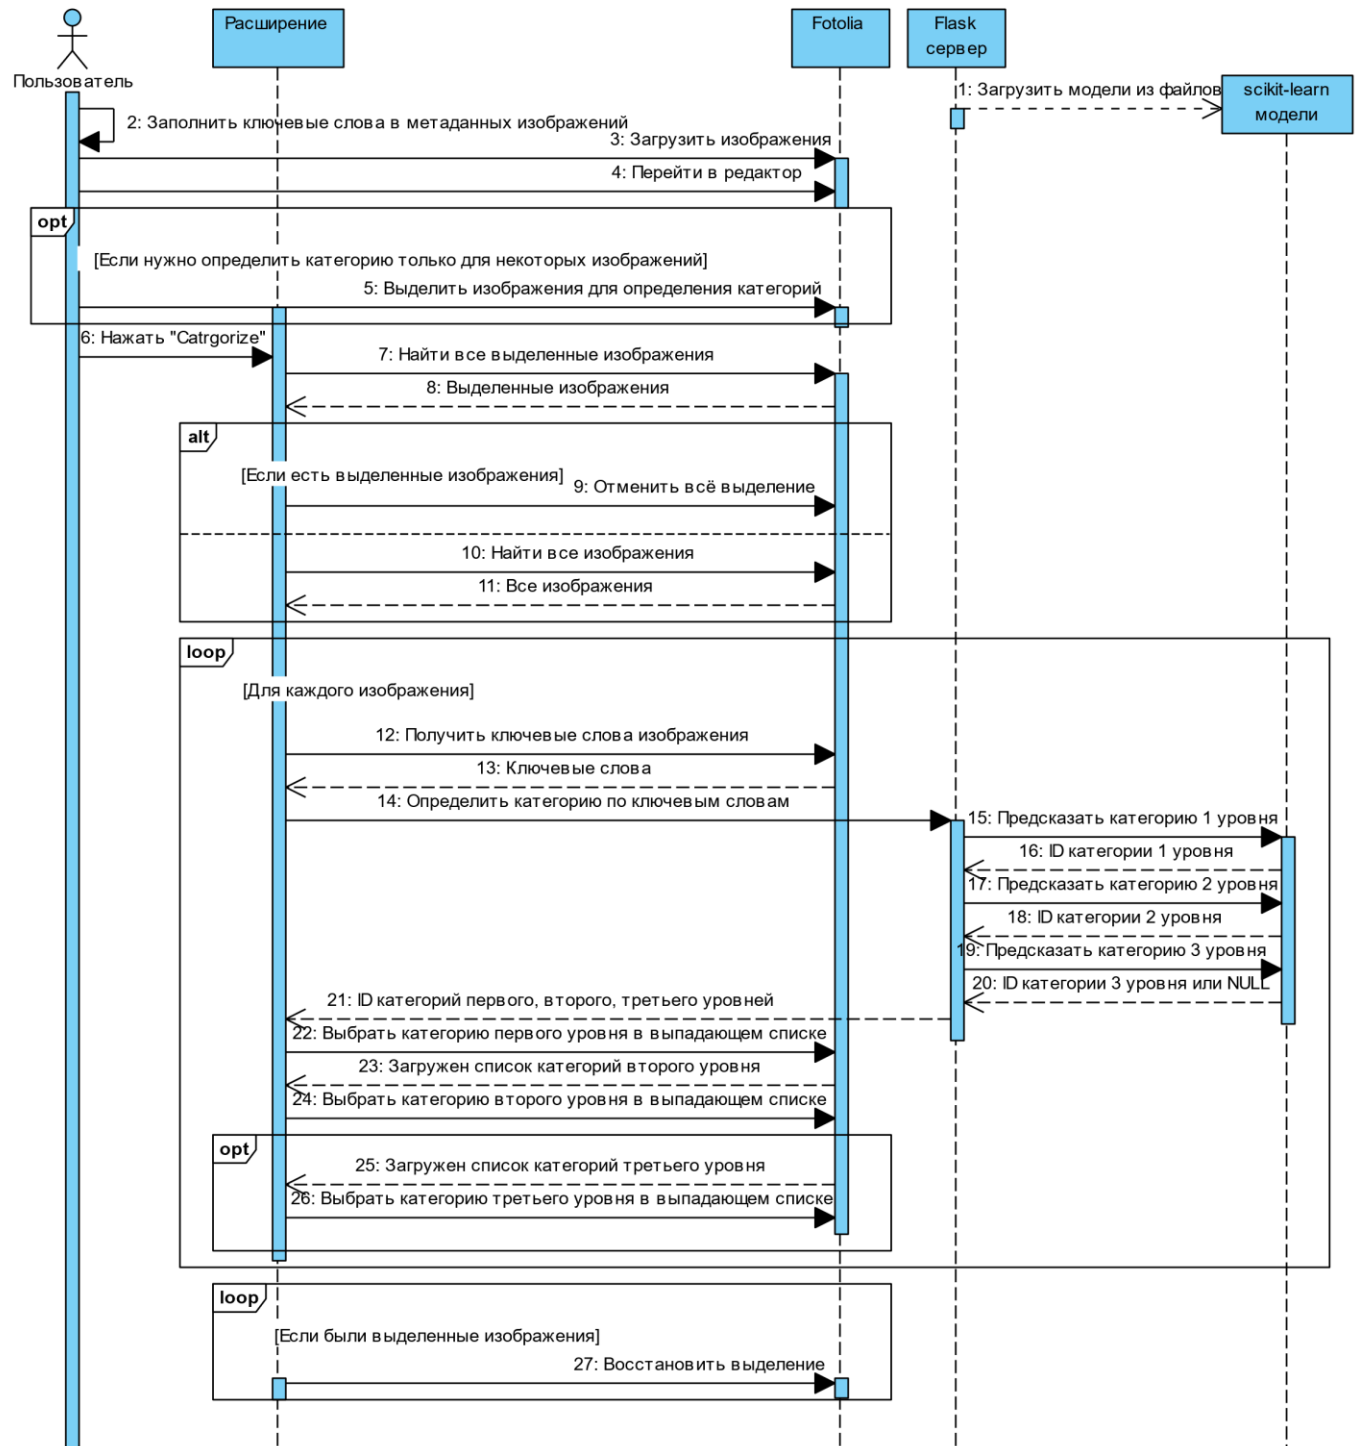 Пользователь
Расширение
Fotolia
Flask
сервер
scikit-learn
модели
1: Загрузить модели из файлов
2: Заполнить ключевые слова в метаданных изображений
3: Загрузить изображения
4: Перейти в редактор
opt
[Если нужно определить категорию только для некоторых изображений]
5: Выделить изображения для определения категорий
6: Нажать "Catrgorize"
7: Найти все выделенные изображения
8: Выделенные изображения
alt
[Если есть выделенные изображения]
9: Отменить всё выделение
10: Найти все изображения
11: Все изображения
loop
[Для каждого изображения]
12: Получить ключевые слова изображения
13: Ключевые слова
14: Определить категорию по ключевым словам
15: Предсказать категорию 1 уровня
16: ID категории 1 уровня
17: Предсказать категорию 2 уровня
18: ID категории 2 уровня
19: Предсказать категорию 3 уровня
20: ID категории 3 уровня или NULL
21: ID категорий первого, второго, третьего уровней
22: Выбрать категорию первого уровня в выпадающем списке
23: Загружен список категорий второго уровня
24: Выбрать категорию второго уровня в выпадающем списке
opt
25: Загружен список категорий третьего уровня
26: Выбрать категорию третьего уровня в выпадающем списке
loop
[Если были выделенные изображения]
27: Восстановить выделение